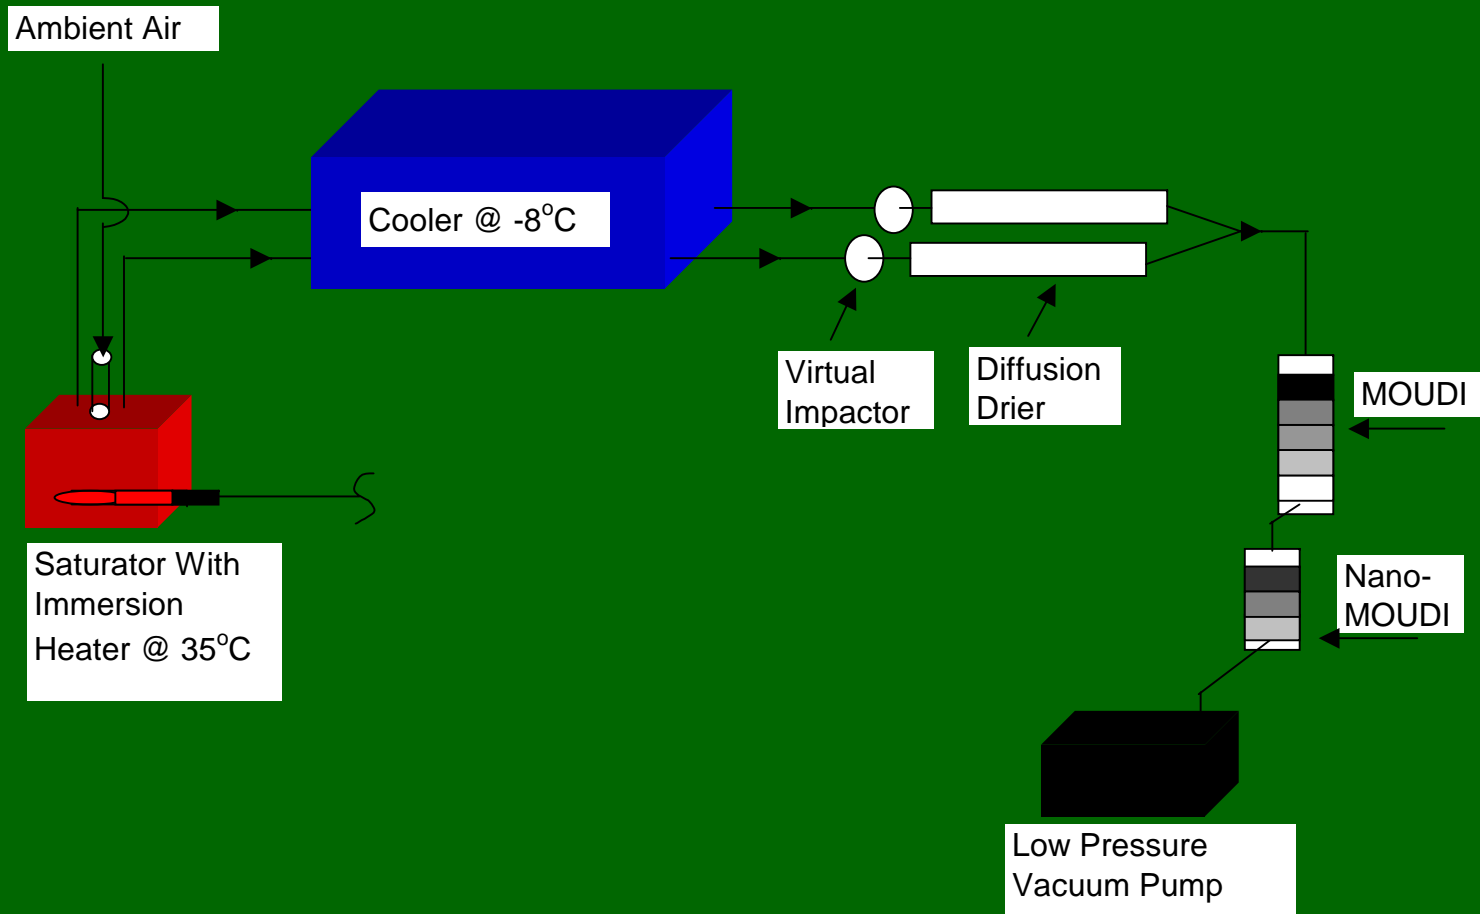 Ambient Air
Cooler @ -8°C
Virtual
Impactor
Diffusion
Drier
MOUDI
Saturator With
Immersion
Heater @ 35°C
Nano-
MOUDI
Low Pressure
Vacuum Pump